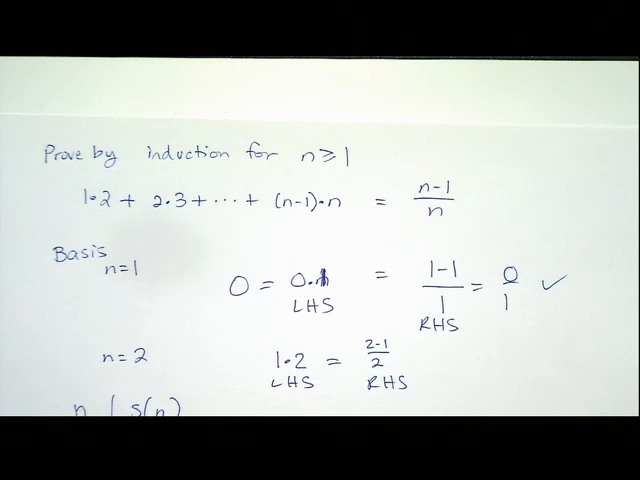 Prove by induction for n ≥ 1
1·2 + 2·3 + ··· + (n-1)·n = n-1/n
Basis
n=1 0 = 0·1 = 1-1/1 = 0/1 ✓
LHS RHS
n=2 1·2 = 2-1/2
LHS RHS
n | S(n)